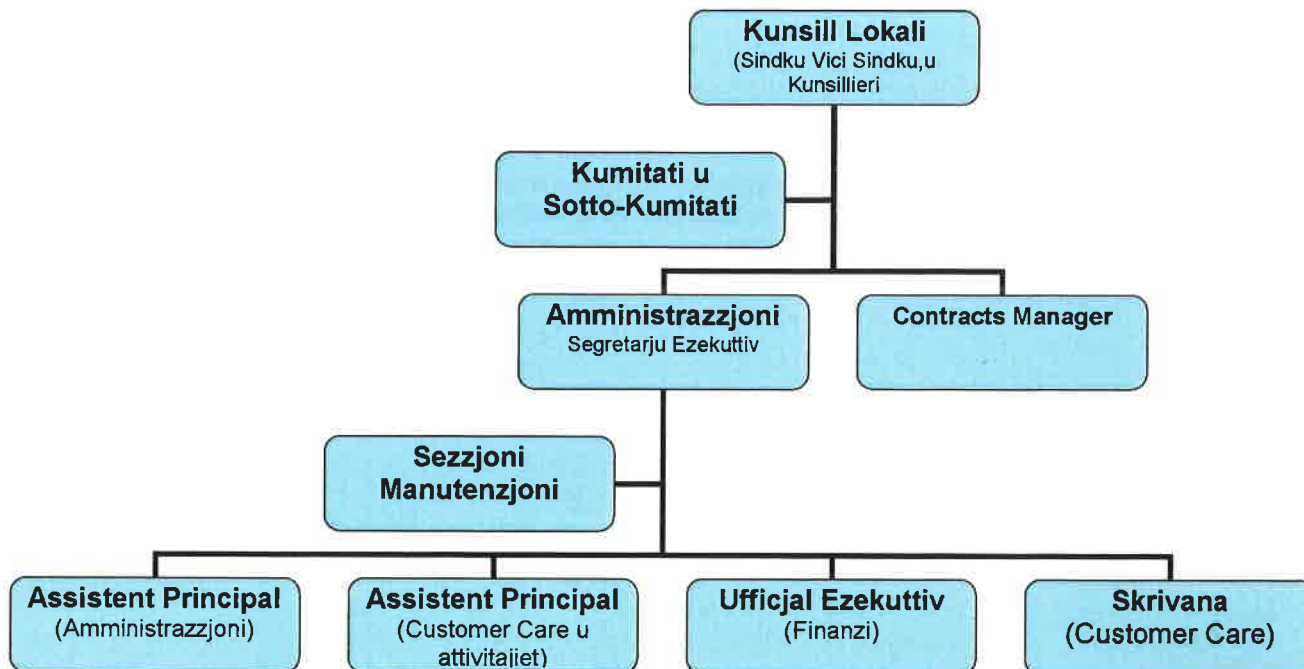 Kunsill Lokali
(Sindku Vici Sindku,u
Kunsillieri
Kumitati u
Sotto-Kumitati
Amministrazzjoni
Segretarju Ezekuttiv
Contracts Manager
Sezzjoni
Manutenzjoni
Assistent Principal
(Amministrazzjoni)
Assistent Principal
(Customer Care u
attivitajiet)
Ufficjal Ezekuttiv
(Finanzi)
Skrivana
(Customer Care)